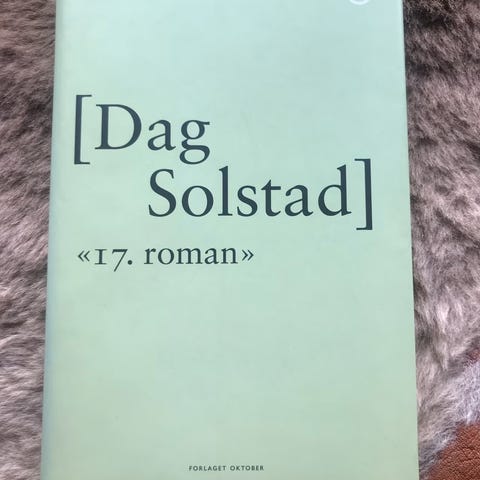 [Dag
Solstad]
«17. roman»
FORLAGET OKTOBER